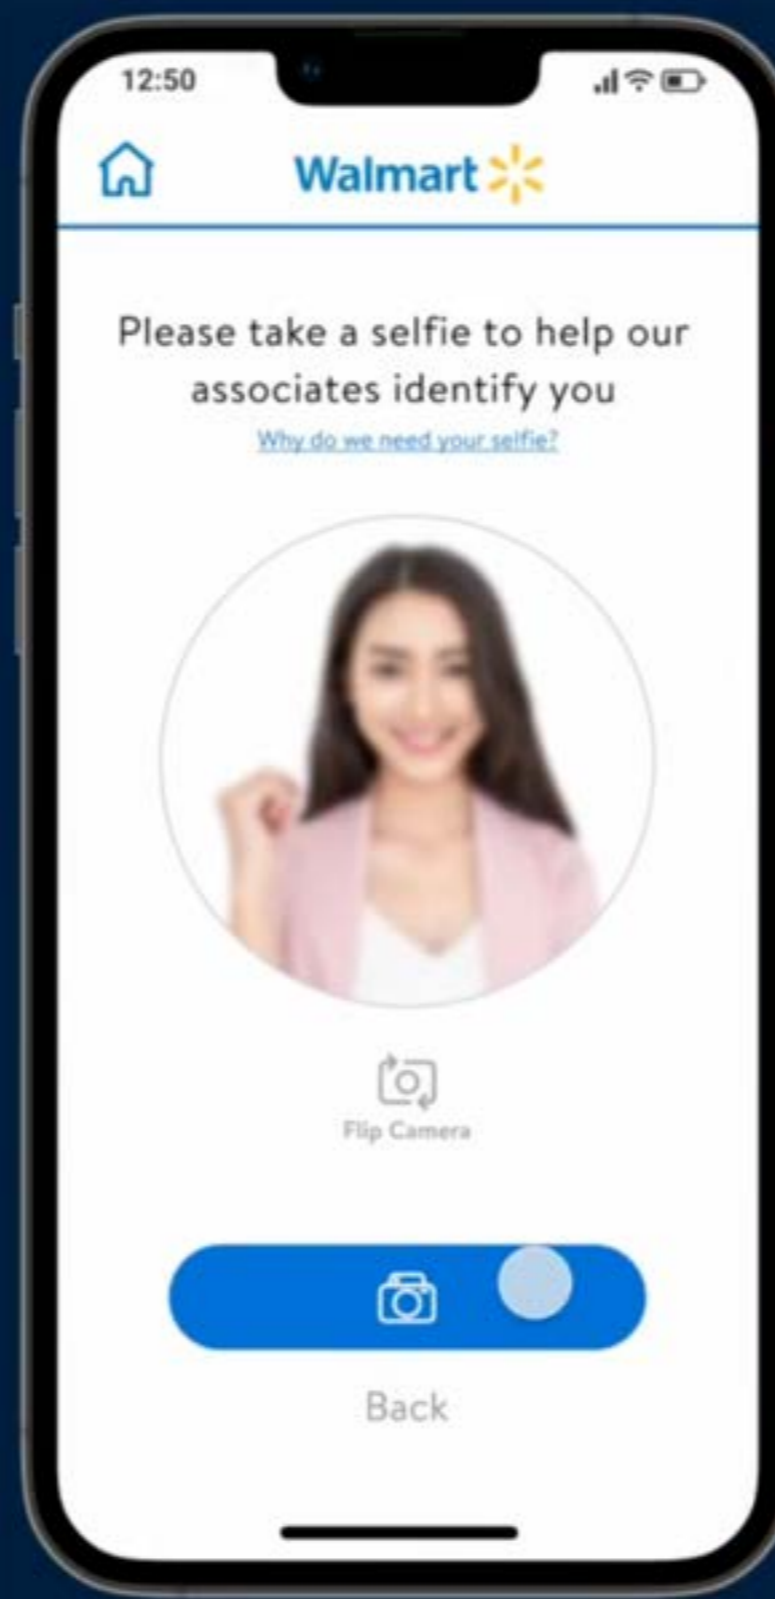 12:50
Walmart
Please take a selfie to help our
associates identify you
Why do we need your selfie?
Flip Camera
Back